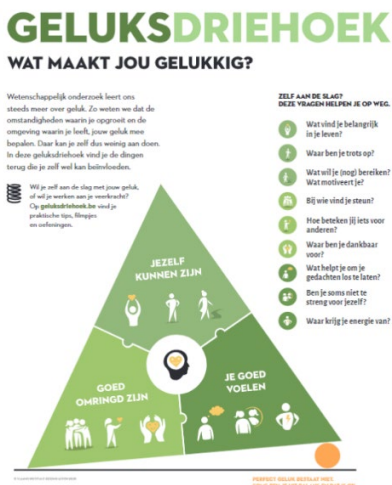 GELUKSDRIEHOEK
WAT MAAKT JOU GELUKKIG?
Wetenschappelijk onderzoek leert ons
steeds meer over geluk. Zo weten we dat de
omstandigheden waarin je opgroeit en de
omgeving waarin je leeft, jouw geluk mee
bepalen. Daar kan je zelf dus weinig aan doen.
In deze geluksdriehoek vind je de dingen
terug die je zelf wel kan beïnvloeden.
Wil je zelf aan de slag met jouw geluk,
of wil je werken aan je veerkracht?
Op geluksdriehoek.be vind je
praktische tips, filmpjes
en oefeningen.
JEZELF
KUNNEN ZIJN
GOED
OMRINGD ZIJN
JE GOED
VOELEN
ZELF AAN DE SLAG?
DEZE VRAGEN HELPEN JE OP WEG.
Wat vind je belangrijk
in je leven?
Waar ben je trots op?
Wat wil je (nog) bereiken?
Wat motiveert je?
Bij wie vind je steun?
Hoe beteken jij iets voor
anderen?
Waar ben je dankbaar
voor?
Wat helpt je om je
gedachten los te laten?
Ben je soms niet te
streng voor jezelf?
Waar krijg je energie van?
PERFECT GELUK BESTAAT NIET.